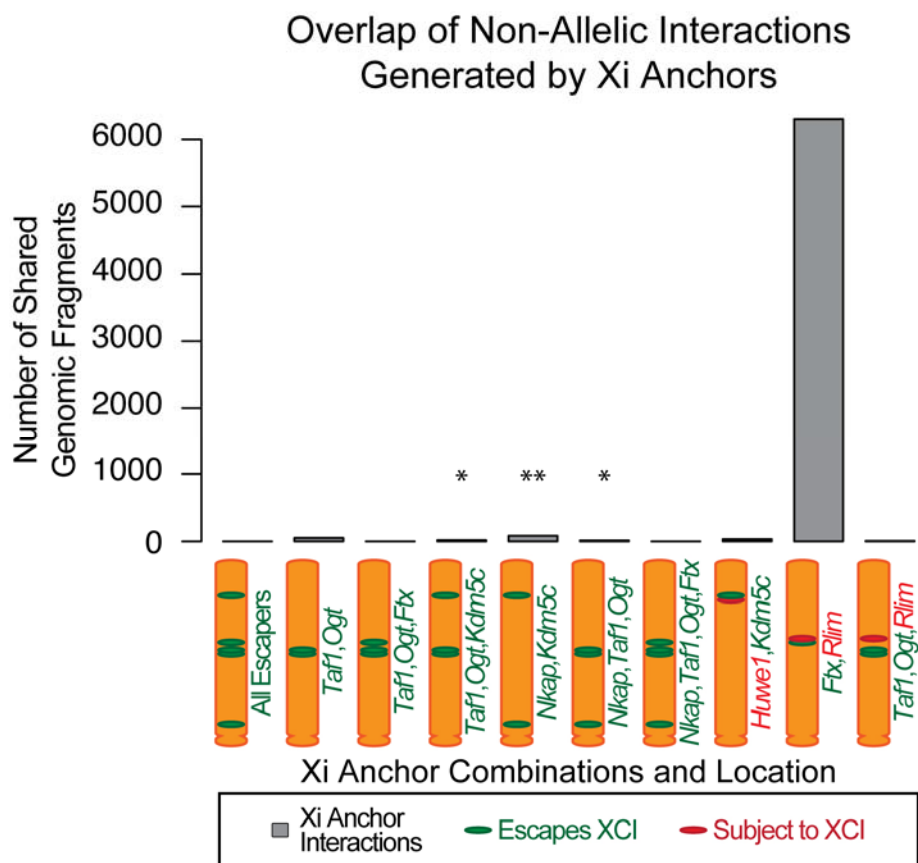 Overlap of Non-Allelic Interactions
Generated by Xi Anchors
Number of Shared
Genomic Fragments
6000
5000
4000
3000
2000
1000
0
*
**
*
All Escapers
Taf1,Ogt
Taf1,Ogt,Ftx
Taf1,Ogt,Kdm5c
Nkap,Kdm5c
Nkap,Taf1,Ogt
Nkap,Taf1,Ogt,Ftx
Huwe1,Kdm5c
Ftx,Rlim
Taf1,Ogt,Rlim
Xi Anchor Combinations and Location
Xi Anchor
Interactions
Escapes XCI
Subject to XCI